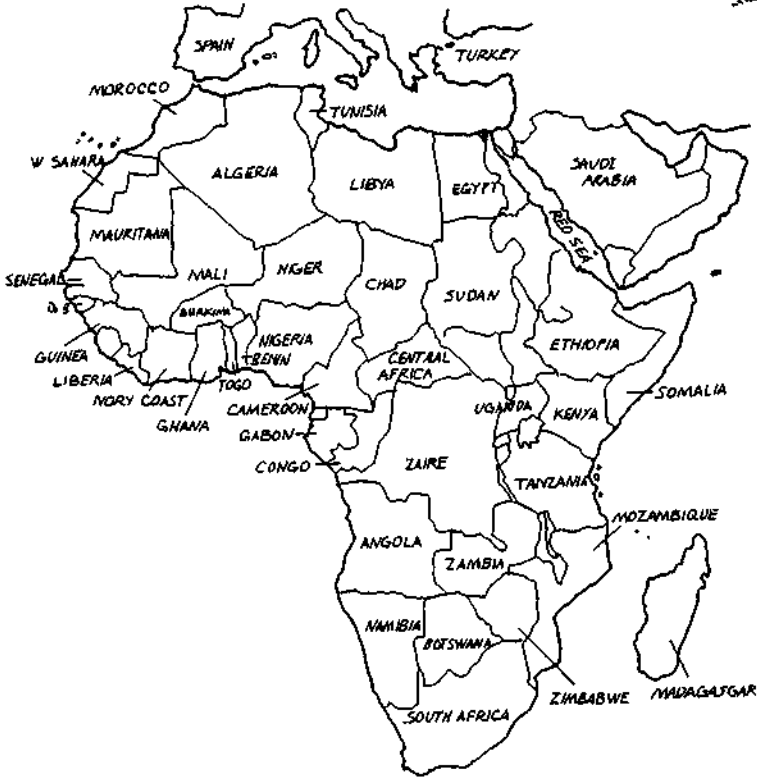 SPAIN
TURKEY
MOROCCO
TUNISIA
W SAHARA
ALGERIA
LIBYA
EGYPT
SAUDI
ARABIA
RED SEA
MAURITANA
SENEGAL
MALI
NIGER
CHAD
SUDAN
BURKINA
NIGERIA
BENIN
GUINEA
LIBERIA
IVORY COAST
TOGO
GHANA
CENTRAL
AFRICA
ETHIOPIA
CAMEROON
UGANDA
KENYA
SOMALIA
GABON
CONGO
ZAIRE
TANZANIA
MOZAMBIQUE
ANGOLA
ZAMBIA
NAMIBIA
BOTSWANA
ZIMBABWE
MADAGASGAR
SOUTH AFRICA